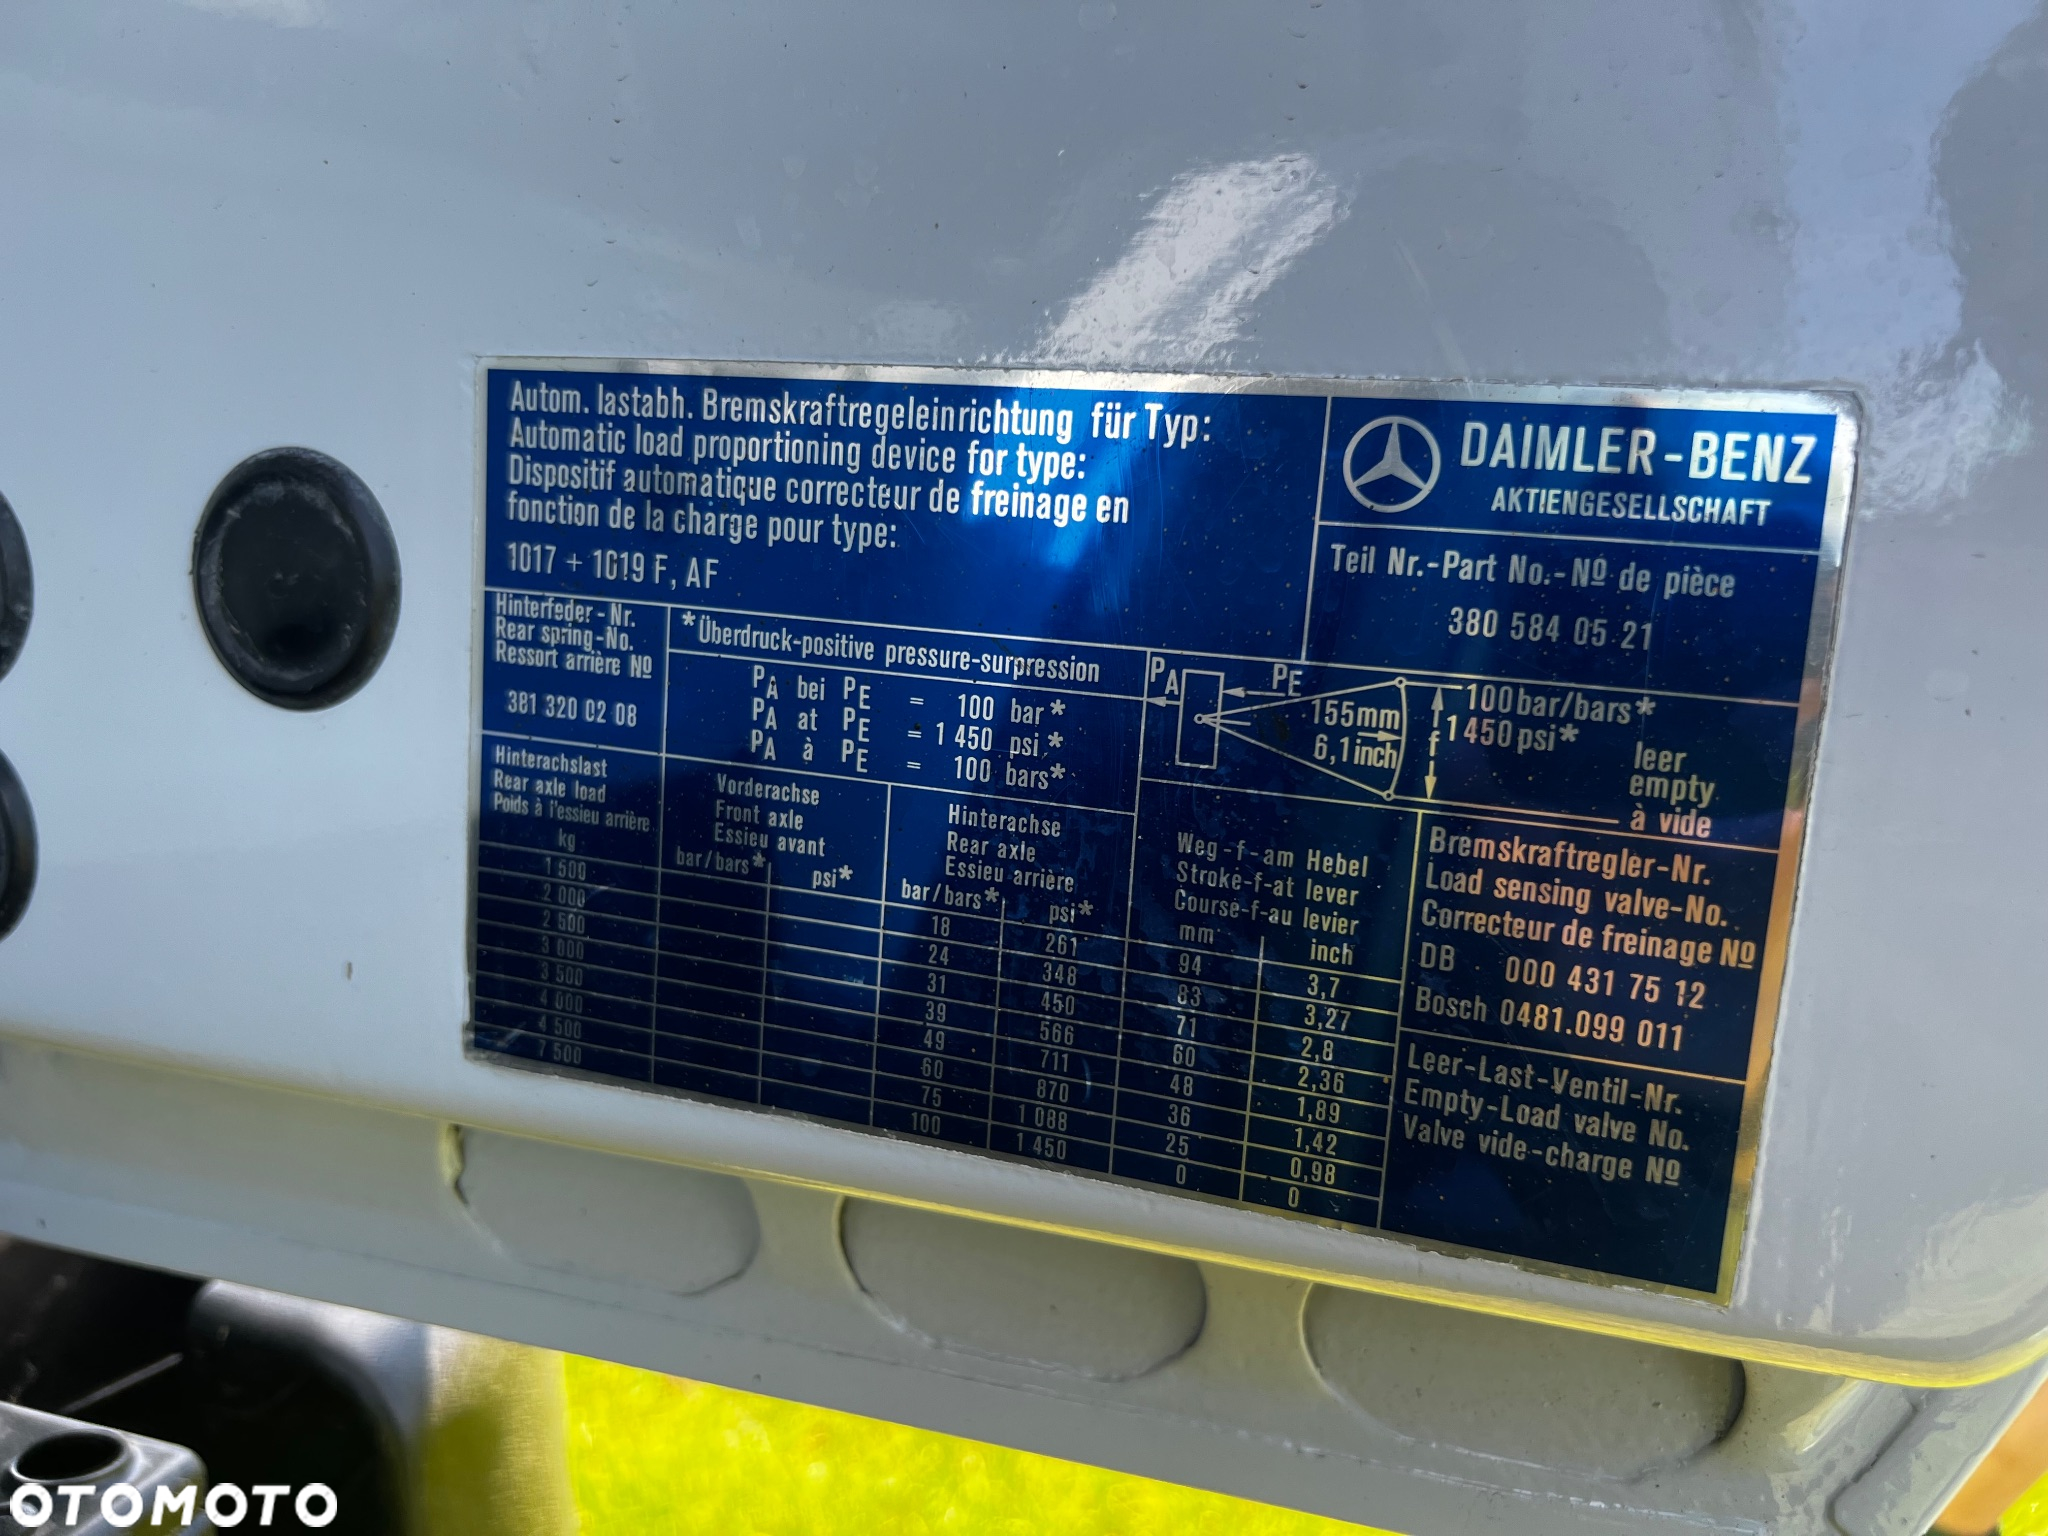 Autom. lastabh. Bremskraftregeleinrichtung für Typ:
Automatic load proportioning device for type:
Dispositif automatique correcteur de freinage en
fonction de la charge pour type:
1017 + 1019 F, AF
DAIMLER-BENZ
AKTIENGESELLSCHAFT
Teil Nr.-Part No.-Nº de pièce
380 584 05 21
Hinterfeder-Nr.
Rear spring-No.
Ressort arrière Nº
381 320 02 08
*Überdruck-positive pressure-surpression
PA bei PE = 100 bar*
PA at PE = 1 450 psi*
PA à PE = 100 bars*
PA PE
155mm
6,1inch
f
100bar/bars*
1450psi*
leer
empty
à vide
Hinterachslast
Rear axle load
Poids à l'essieu arrière
kg
Vorderachse
Front axle
Essieu avant
bar/bars* psi*
Hinterachse
Rear axle
Essieu arrière
bar/bars* psi*
Weg-f-am Hebel
Stroke-f-at lever
Course-f-au levier
mm inch
1 500 18 261 94 3,7
2 000 24 348 83 3,27
2 500 31 450 71 2,8
3 000 39 566 60 2,36
3 500 49 711 48 1,89
4 000 60 870 36 1,42
4 500 75 1 088 25 0,98
7 500 100 1 450 0 0
Bremskraftregler-Nr.
Load sensing valve-No.
Correcteur de freinage Nº
DB 000 431 75 12
Bosch 0481.099 011
Leer-Last-Ventil-Nr.
Empty-Load valve No.
Valve vide-charge Nº
OTOMOTO